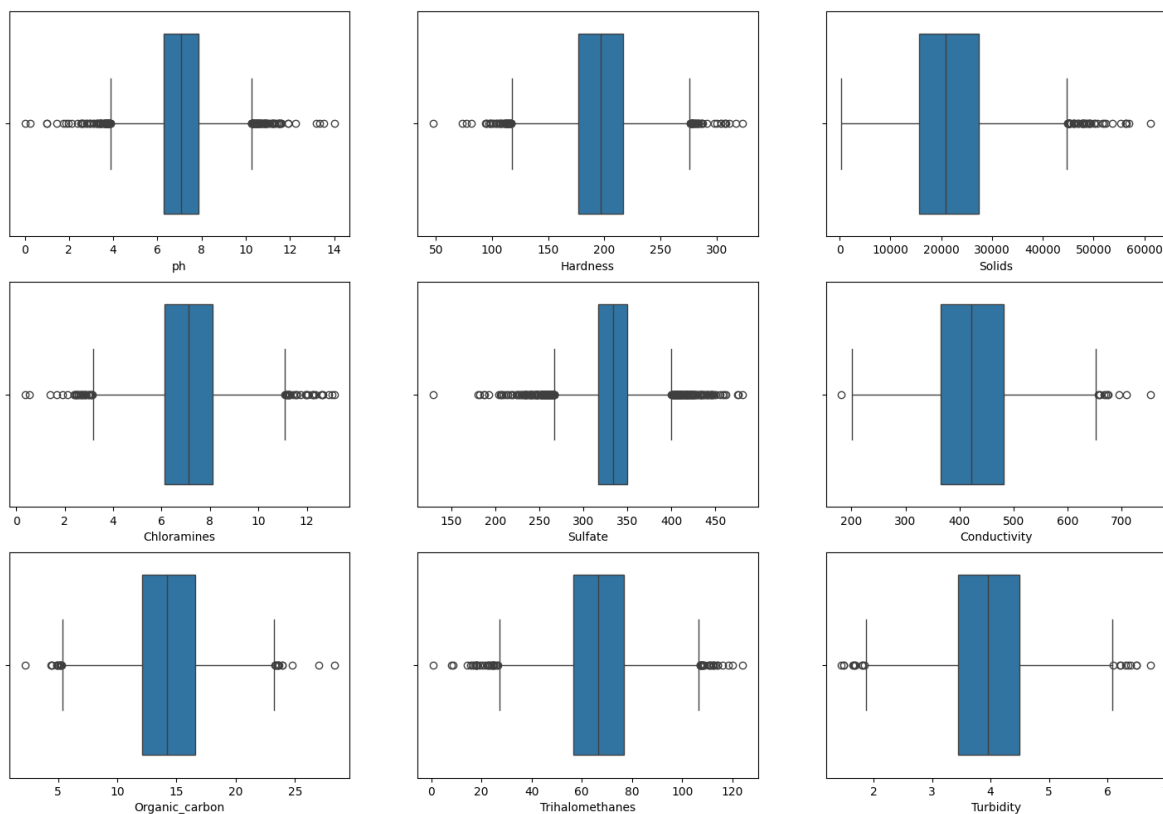 0 2 4 6 8 10 12 14
ph
50 100 150 200 250 300
Hardness
0 10000 20000 30000 40000 50000 60000
Solids
0 2 4 6 8 10 12
Chloramines
150 200 250 300 350 400 450
Sulfate
200 300 400 500 600 700
Conductivity
5 10 15 20 25
Organic_carbon
0 20 40 60 80 100 120
Trihalomethanes
2 3 4 5 6
Turbidity